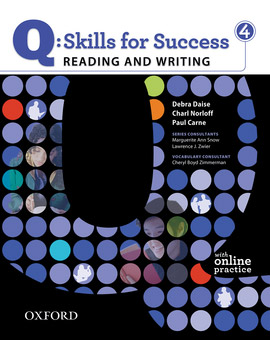 Q: Skills for Success 4
READING AND WRITING
Debra Daise
Charl Norloff
Paul Carne
SERIES CONSULTANTS
Marguerite Ann Snow
Lawrence J. Zwier
VOCABULARY CONSULTANT
Cheryl Boyd Zimmerman
with
online
practice
OXFORD